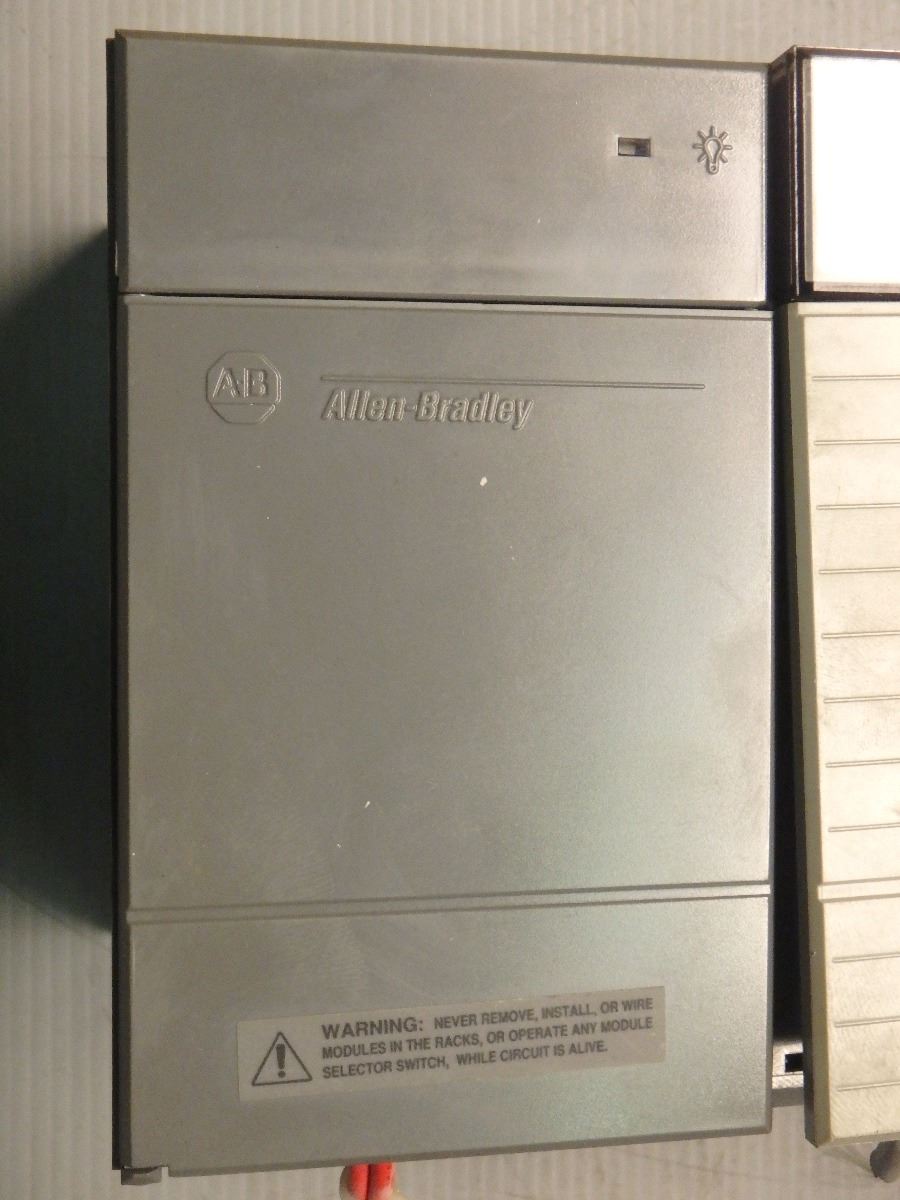 AB
Allen-Bradley
WARNING: NEVER REMOVE, INSTALL, OR WIRE
MODULES IN THE RACKS, OR OPERATE ANY MODULE
SELECTOR SWITCH, WHILE CIRCUIT IS ALIVE.